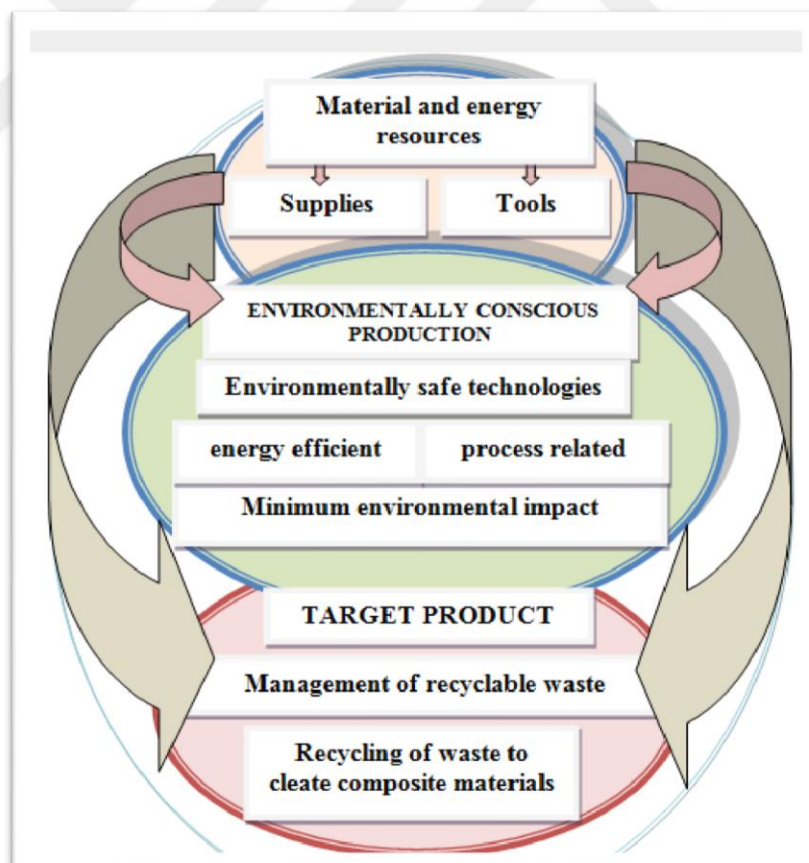 Material and energy
resources
Supplies
Tools
ENVIRONMENTALLY CONSCIOUS
PRODUCTION
Environmentally safe technologies
energy efficient
process related
Minimum environmental impact
TARGET PRODUCT
Management of recyclable waste
Recycling of waste to
cleate composite materials